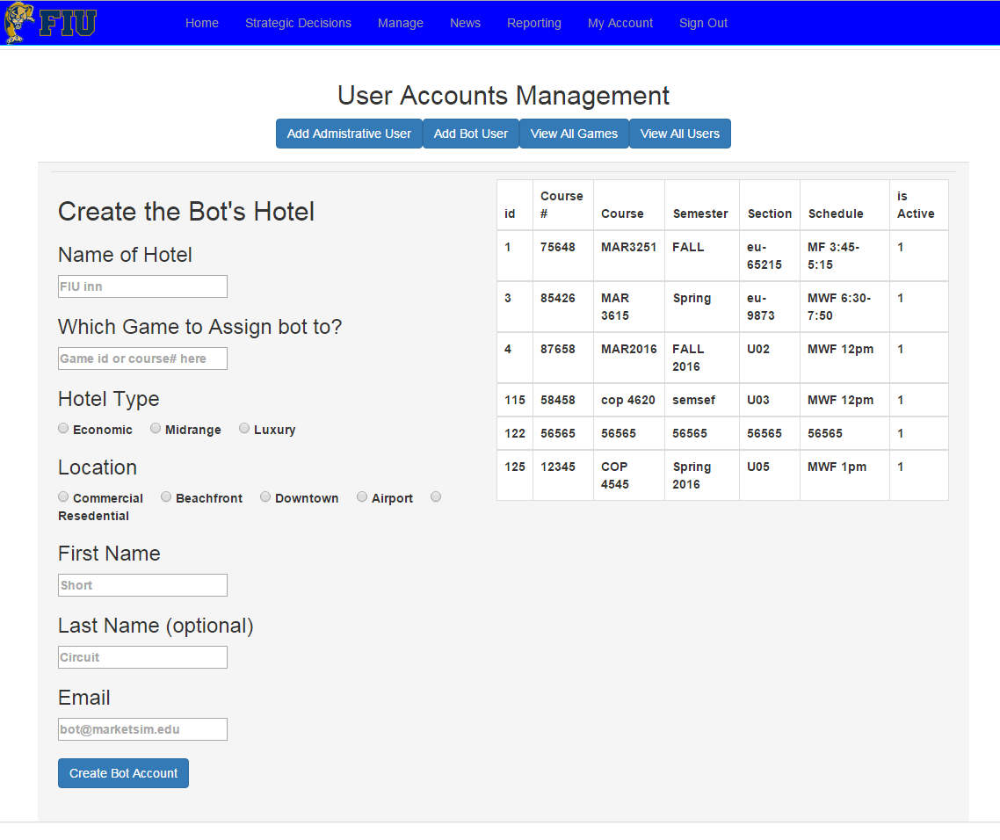 FIU
Home Strategic Decisions Manage News Reporting My Account Sign Out
User Accounts Management
Add Admistrative User Add Bot User View All Games View All Users
Create the Bot's Hotel
Name of Hotel
FIU inn
Which Game to Assign bot to?
Game id or course# here
Hotel Type
Economic Midrange Luxury
Location
Commercial Beachfront Downtown Airport
Resedential
First Name
Short
Last Name (optional)
Circuit
Email
bot@marketsim.edu
Create Bot Account
id Course # Course Semester Section Schedule is Active
1 75648 MAR3251 FALL eu-65215 MF 3:45-5:15 1
3 85426 MAR 3615 Spring eu-9873 MWF 6:30-7:50 1
4 87658 MAR2016 FALL 2016 U02 MWF 12pm 1
115 58458 cop 4620 semsef U03 MWF 12pm 1
122 56565 56565 56565 56565 56565 1
125 12345 COP 4545 Spring 2016 U05 MWF 1pm 1